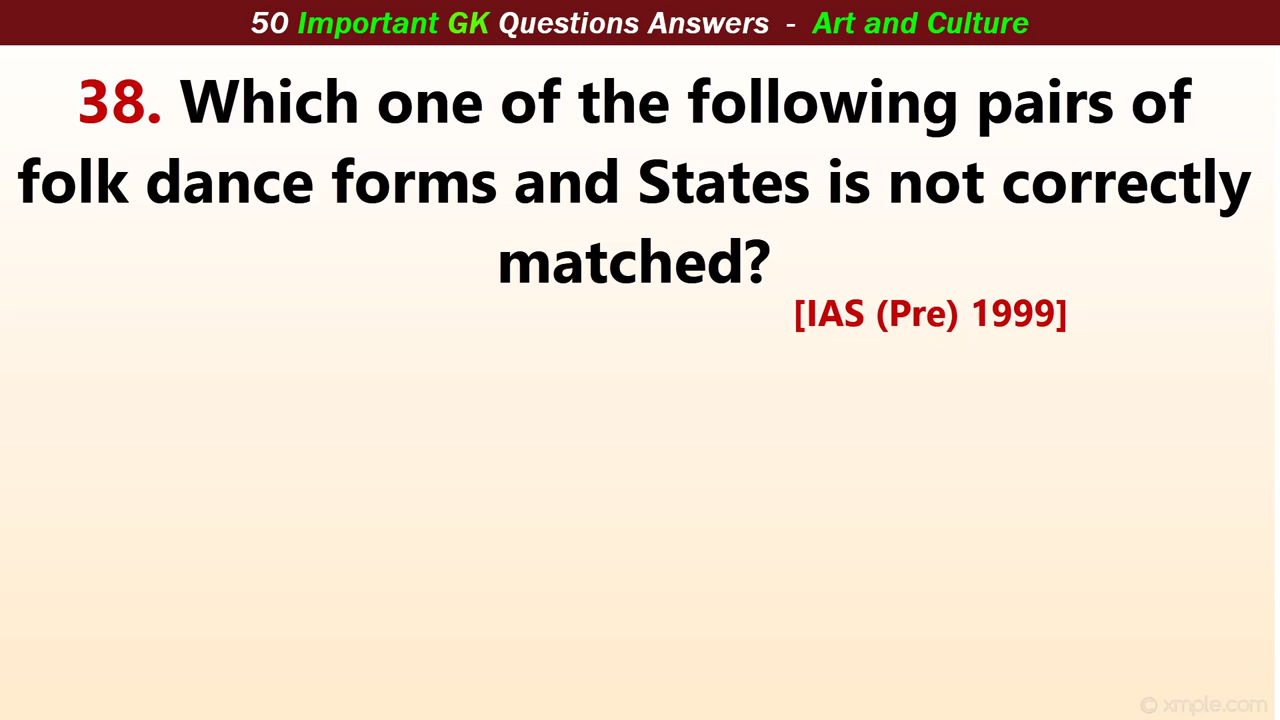 50 Important GK Questions Answers - Art and Culture
38. Which one of the following pairs of
folk dance forms and States is not correctly
matched?
[IAS (Pre) 1999]
© xmple.com